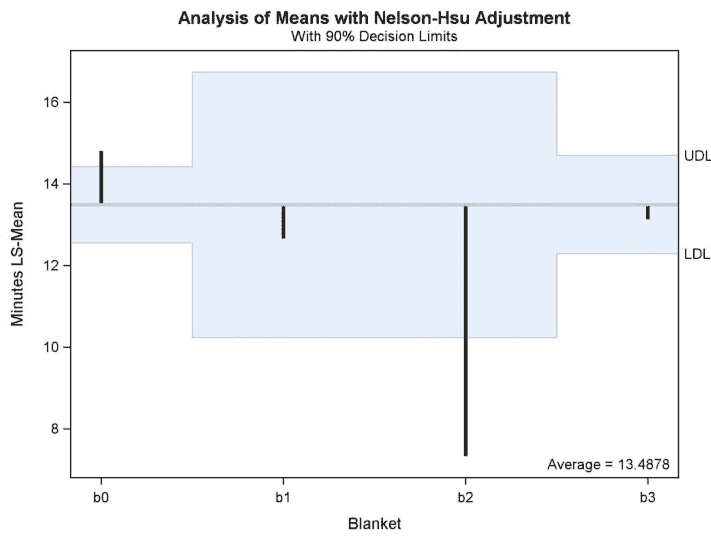 Analysis of Means with Nelson-Hsu Adjustment
With 90% Decision Limits
Minutes LS-Mean
16
14
12
10
8
UDL
LDL
Average = 13.4878
b0
b1
b2
b3
Blanket